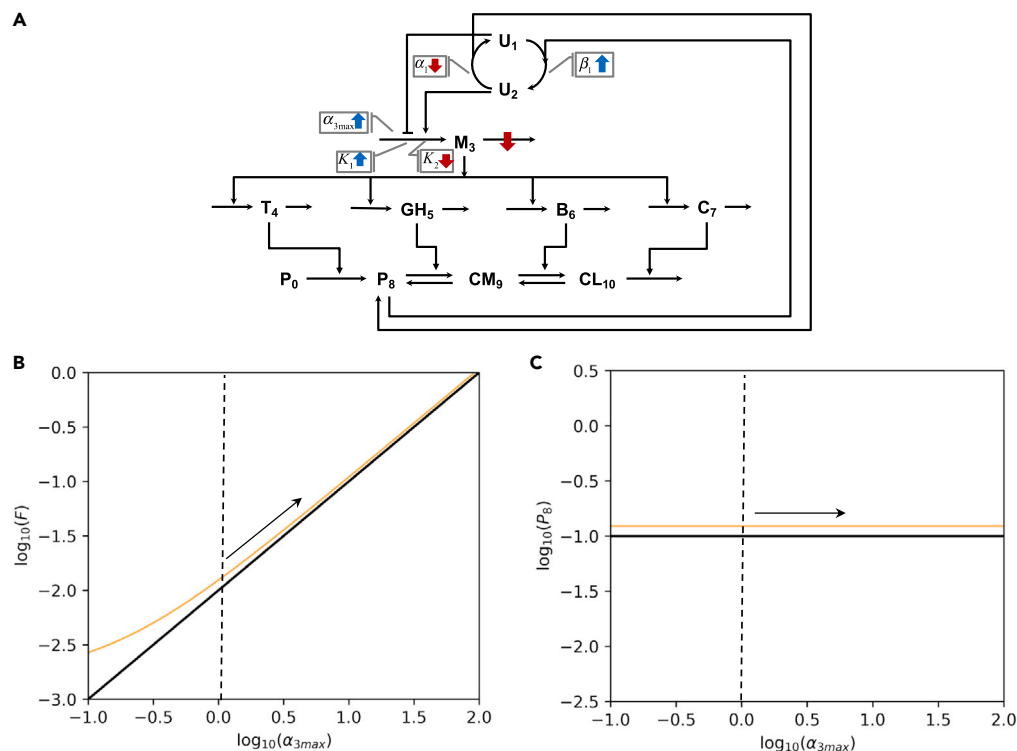 A
U1
α1
β1
U2
α3max
M3
K1
K2
T4
GH5
B6
C7
P0
P8
CM9
CL10
B
C
0.0
−0.5
−1.0
−1.5
−2.0
−2.5
−3.0
log10(F)
−1.0 −0.5 0.0 0.5 1.0 1.5 2.0
log10(α3max)
0.5
0.0
−0.5
−1.0
−1.5
−2.0
−2.5
log10(P8)
−1.0 −0.5 0.0 0.5 1.0 1.5 2.0
log10(α3max)